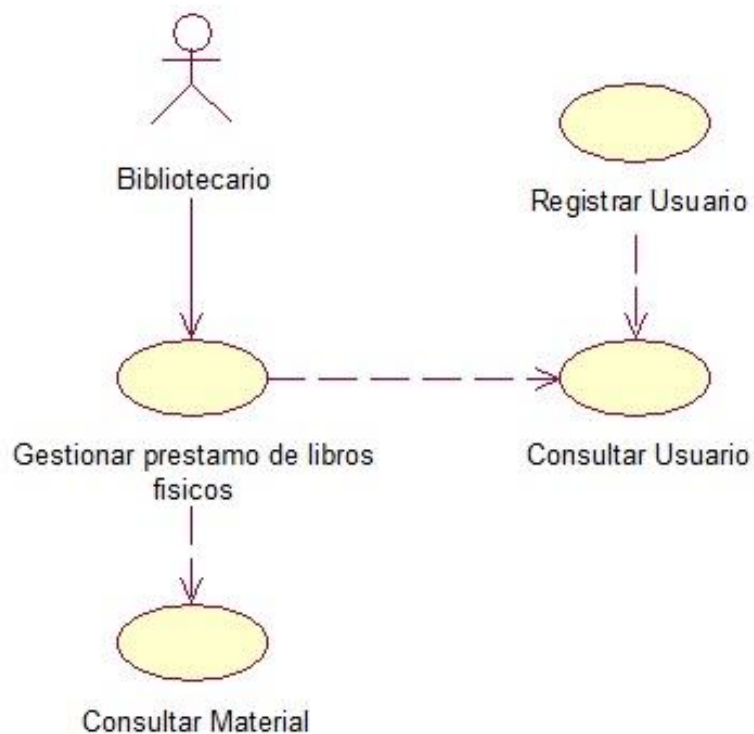 Bibliotecario
Registrar Usuario
Gestionar prestamo de libros
fisicos
Consultar Usuario
Consultar Material